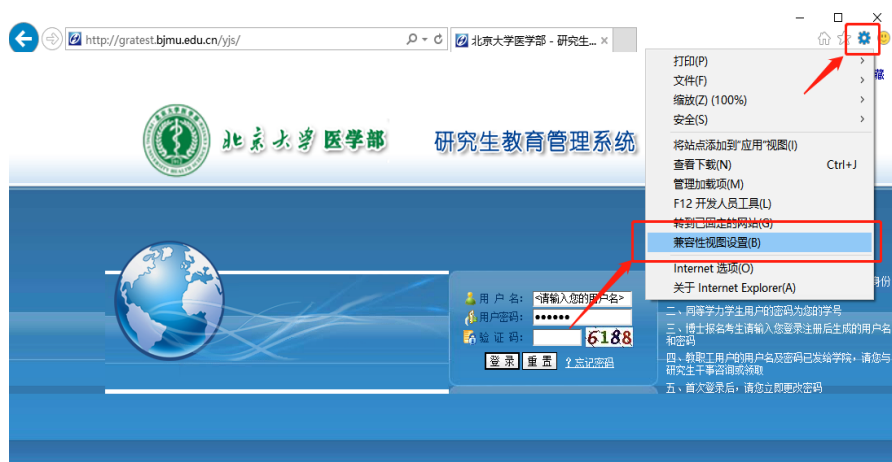 http://gratest.bjmu.edu.cn/yjs/
北京大学医学部 - 研究生...
打印(P)
文件(F)
藏
缩放(Z) (100%)
安全(S)
将站点添加到“应用”视图(I)
查看下载(N) Ctrl+J
管理加载项(M)
F12 开发人员工具(L)
转到已固定的网站(G)
兼容性视图设置(B)
Internet 选项(O)
关于 Internet Explorer(A)
北京大学 医学部 研究生教育管理系统
身份
用 户 名: <请输入您的用户名>
用户密码: ••••••
验 证 码: 6188
登 录 重 置 ?忘记密码
二、同等学力学生用户的密码为您的学号
三、博士报名考生请输入您登录注册后生成的用户名
和密码
四、教职工用户的用户名及密码已发给学院，请您与
研究生干事咨询或领取
五、首次登录后，请您立即更改密码